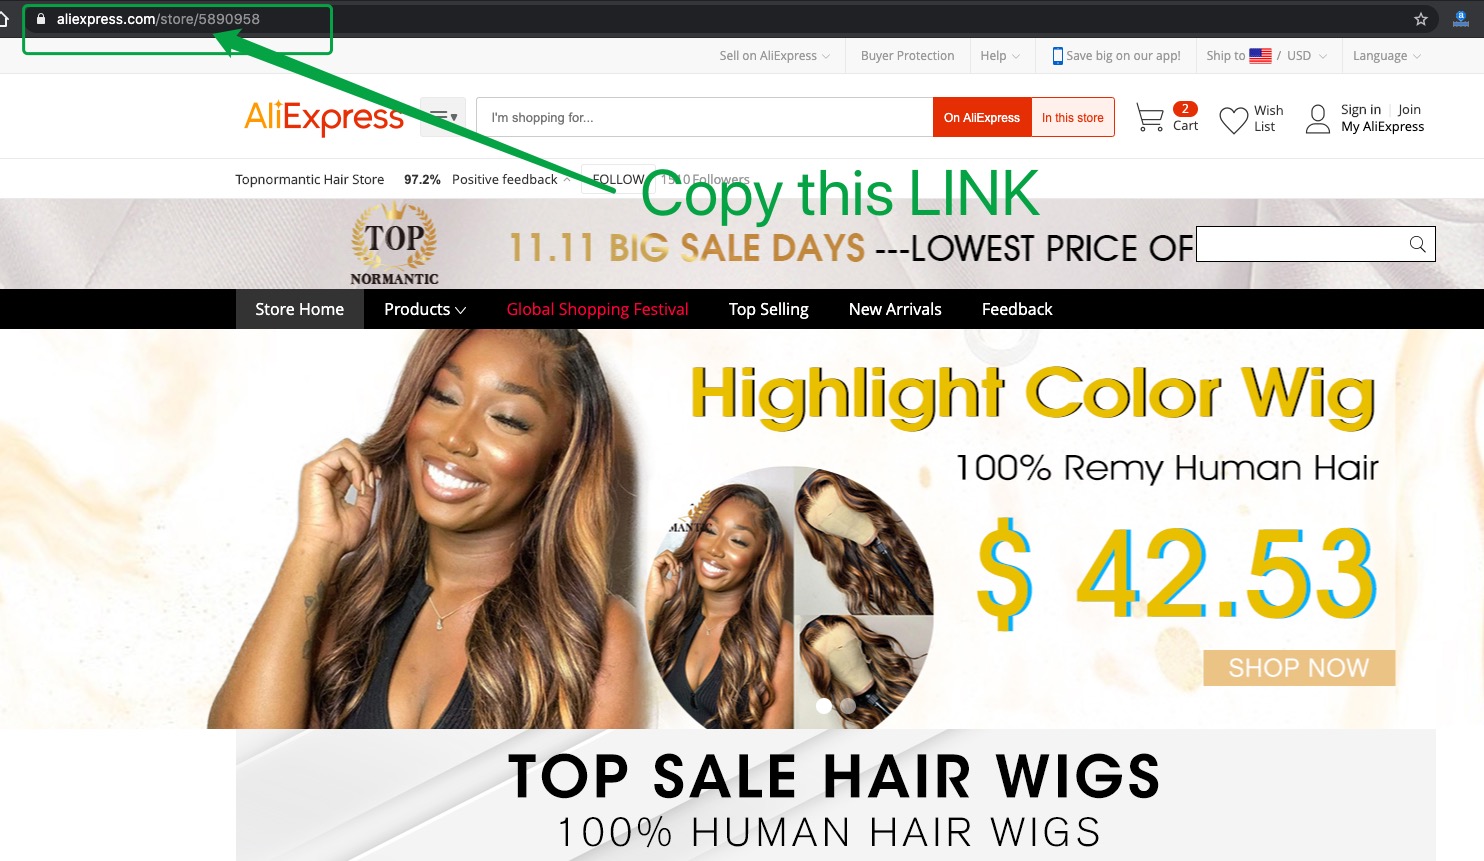 aliexpress.com/store/5890958
Sell on AliExpress
Buyer Protection
Help
Save big on our app!
Ship to / USD
Language
AliExpress
I'm shopping for...
On AliExpress
In this store
2
Cart
Wish
List
Sign in Join
My AliExpress
Topnormantic Hair Store 97.2% Positive feedback FOLLOW Followers
Copy this LINK
TOP
NORMANTIC
11.11 BIG SALE DAYS ---LOWEST PRICE OF
Store Home Products Global Shopping Festival Top Selling New Arrivals Feedback
Highlight Color Wig
100% Remy Human Hair
$ 42.53
SHOP NOW
TOP SALE HAIR WIGS
100% HUMAN HAIR WIGS